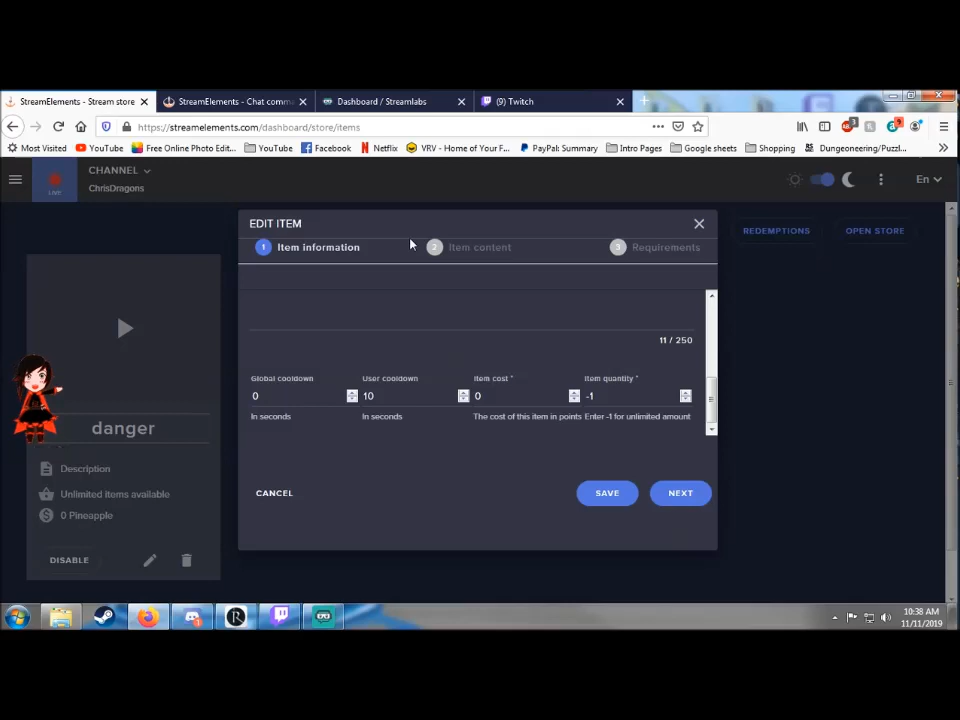 StreamElements - Stream store
StreamElements - Chat comma
Dashboard / Streamlabs
(9) Twitch
https://streamelements.com/dashboard/store/items
3
9
Most Visited
YouTube
Free Online Photo Edit...
YouTube
Facebook
Netflix
VRV - Home of Your F...
PayPal: Summary
Intro Pages
Google sheets
Shopping
Dungeoneering/Puzzl...
LIVE
CHANNEL
ChrisDragons
En
REDEMPTIONS
OPEN STORE
EDIT ITEM
1 Item information
2 Item content
3 Requirements
11 / 250
Global cooldown
User cooldown
Item cost *
Item quantity *
0
10
0
-1
In seconds
In seconds
The cost of this item in points
Enter -1 for unlimited amount
CANCEL
SAVE
NEXT
danger
Description
Unlimited items available
0 Pineapple
DISABLE
10:38 AM
11/11/2019